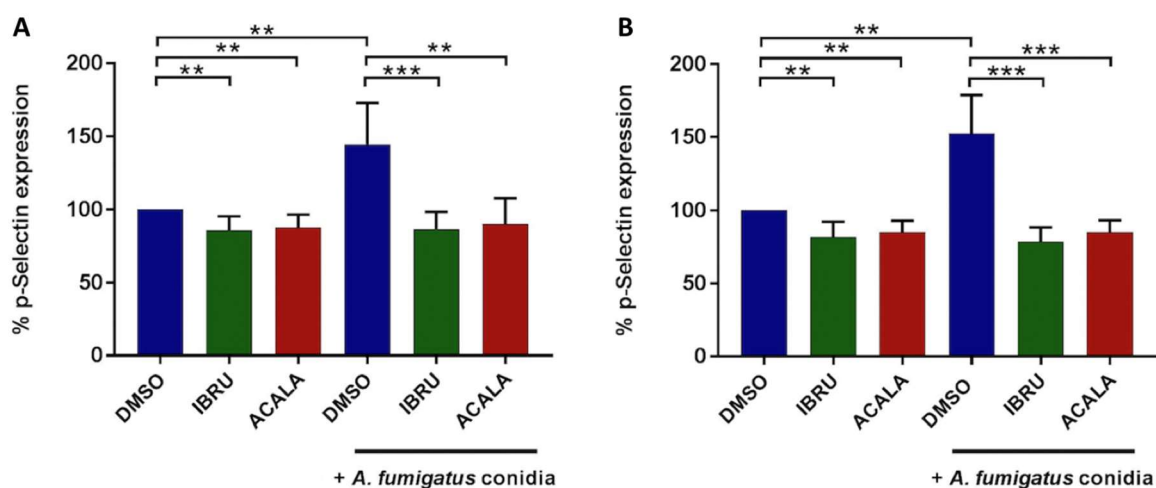 A
% p-Selectin expression
200
150
100
50
0
**
**
**
**
***
DMSO
IBRU
ACALA
DMSO
IBRU
ACALA
+ A. fumigatus conidia
B
% p-Selectin expression
200
150
100
50
0
**
**
***
**
***
DMSO
IBRU
ACALA
DMSO
IBRU
ACALA
+ A. fumigatus conidia